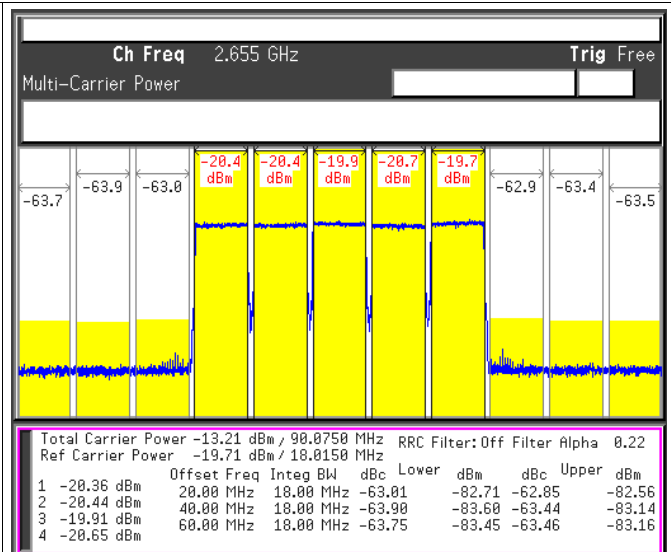 Ch Freq 2.655 GHz Trig Free
Multi-Carrier Power
-63.7 -63.9 -63.0 -20.4 dBm -20.4 dBm -19.9 dBm -20.7 dBm -19.7 dBm -62.9 -63.4 -63.5
Total Carrier Power -13.21 dBm/ 90.0750 MHz RRC Filter: Off Filter Alpha 0.22
Ref Carrier Power -19.71 dBm/ 18.0150 MHz
Offset Freq Integ BW dBc Lower dBm dBc Upper dBm
1 -20.36 dBm 20.00 MHz 18.00 MHz -63.01 -82.71 -62.85 -82.56
2 -20.44 dBm 40.00 MHz 18.00 MHz -63.90 -83.60 -63.44 -83.14
3 -19.91 dBm 60.00 MHz 18.00 MHz -63.75 -83.45 -63.46 -83.16
4 -20.65 dBm